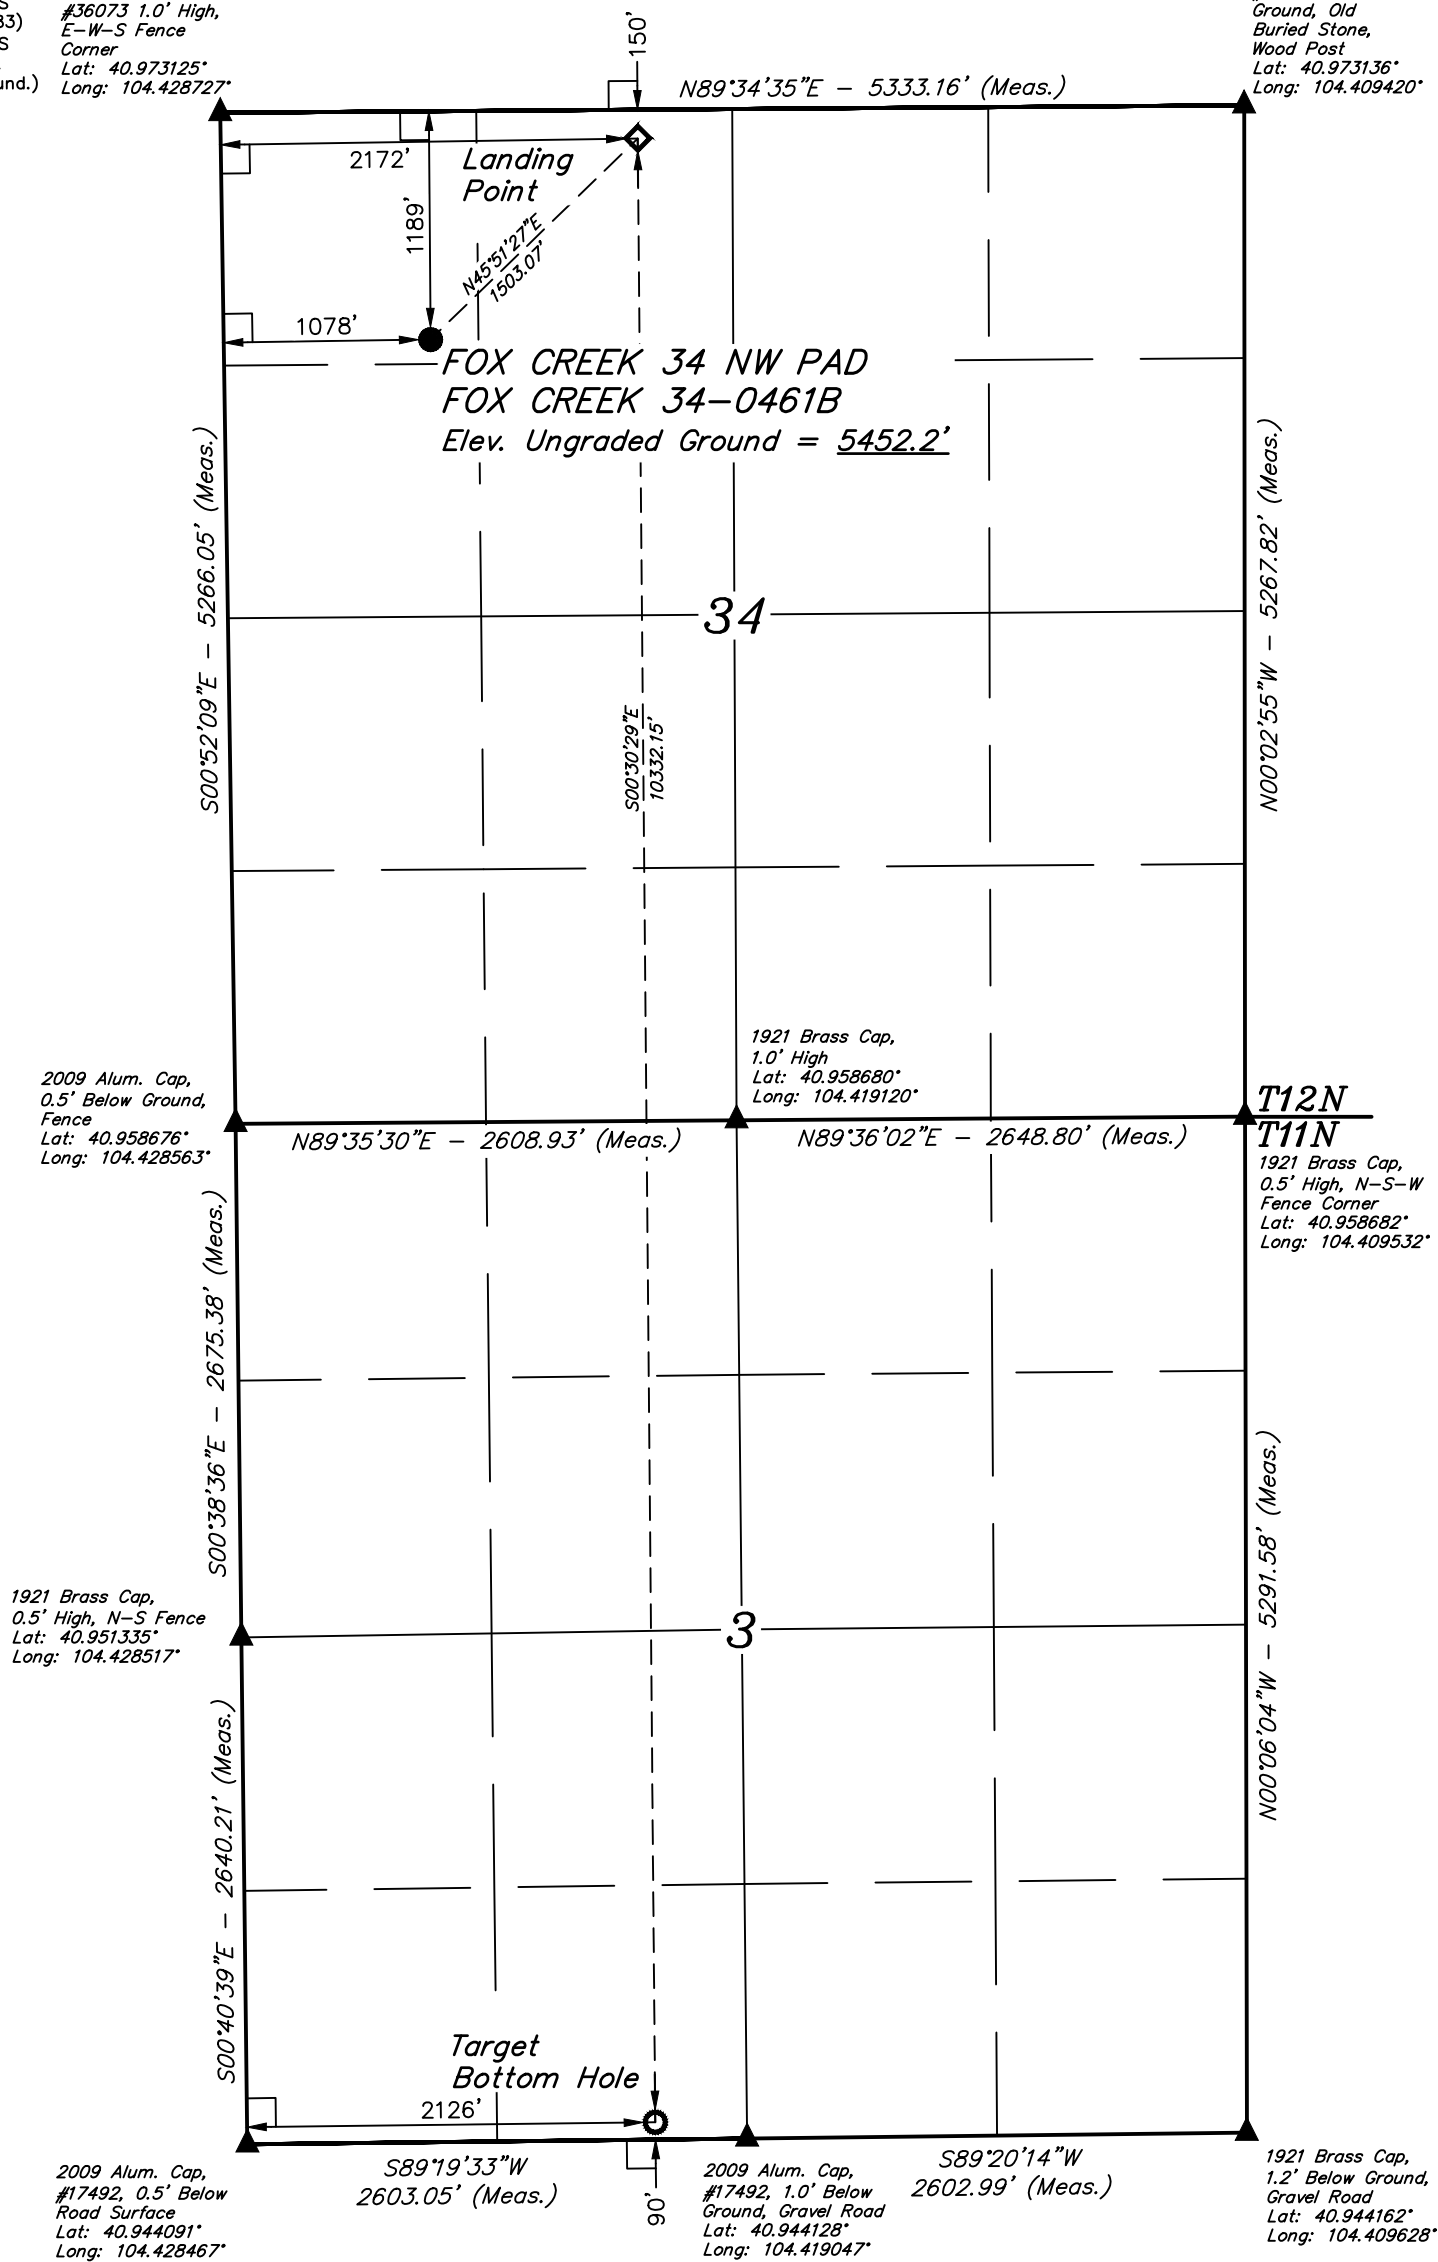 S
83)
S
und.)
#36073 1.0' High,
E-W-S Fence
Corner
Lat: 40.973125°
Long: 104.428727°
150'
N89°34'35"E - 5333.16' (Meas.)
Ground, Old
Buried Stone,
Wood Post
Lat: 40.973136°
Long: 104.409420°
2172'
Landing
Point
1189'
N45°51'27"E
1503.07'
1078'
FOX CREEK 34 NW PAD
FOX CREEK 34-0461B
Elev. Ungraded Ground = 5452.2'
S00°52'09"E - 5266.05' (Meas.)
N00°02'55"W - 5267.82' (Meas.)
34
S00°30'29"E
10332.15'
1921 Brass Cap,
1.0' High
Lat: 40.958680°
Long: 104.419120°
2009 Alum. Cap,
0.5' Below Ground,
Fence
Lat: 40.958676°
Long: 104.428563°
N89°35'30"E - 2608.93' (Meas.)
N89°36'02"E - 2648.80' (Meas.)
T12N
T11N
1921 Brass Cap,
0.5' High, N-S-W
Fence Corner
Lat: 40.958682°
Long: 104.409532°
S00°38'36"E - 2675.38' (Meas.)
1921 Brass Cap,
0.5' High, N-S Fence
Lat: 40.951335°
Long: 104.428517°
3
N00°06'04"W - 5291.58' (Meas.)
S00°40'39"E - 2640.21' (Meas.)
Target
Bottom Hole
2126'
2009 Alum. Cap,
#17492, 0.5' Below
Road Surface
Lat: 40.944091°
Long: 104.428467°
S89°19'33"W
2603.05' (Meas.)
90'
2009 Alum. Cap,
#17492, 1.0' Below
Ground, Gravel Road
Lat: 40.944128°
Long: 104.419047°
S89°20'14"W
2602.99' (Meas.)
1921 Brass Cap,
1.2' Below Ground,
Gravel Road
Lat: 40.944162°
Long: 104.409628°